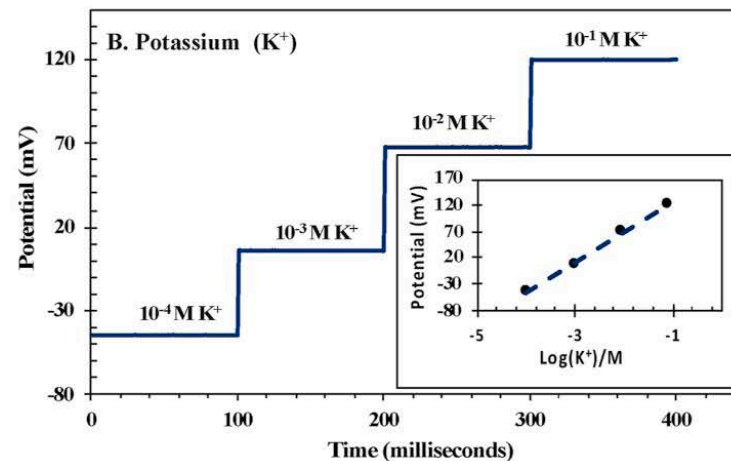 B. Potassium (K⁺)
10⁻¹ M K⁺
10⁻² M K⁺
10⁻³ M K⁺
10⁻⁴ M K⁺
Potential (mV)
120
70
20
-30
-80
0
100
200
300
400
Time (milliseconds)
Potential (mV)
170
120
70
20
-30
-80
-5
-3
-1
Log(K⁺)/M